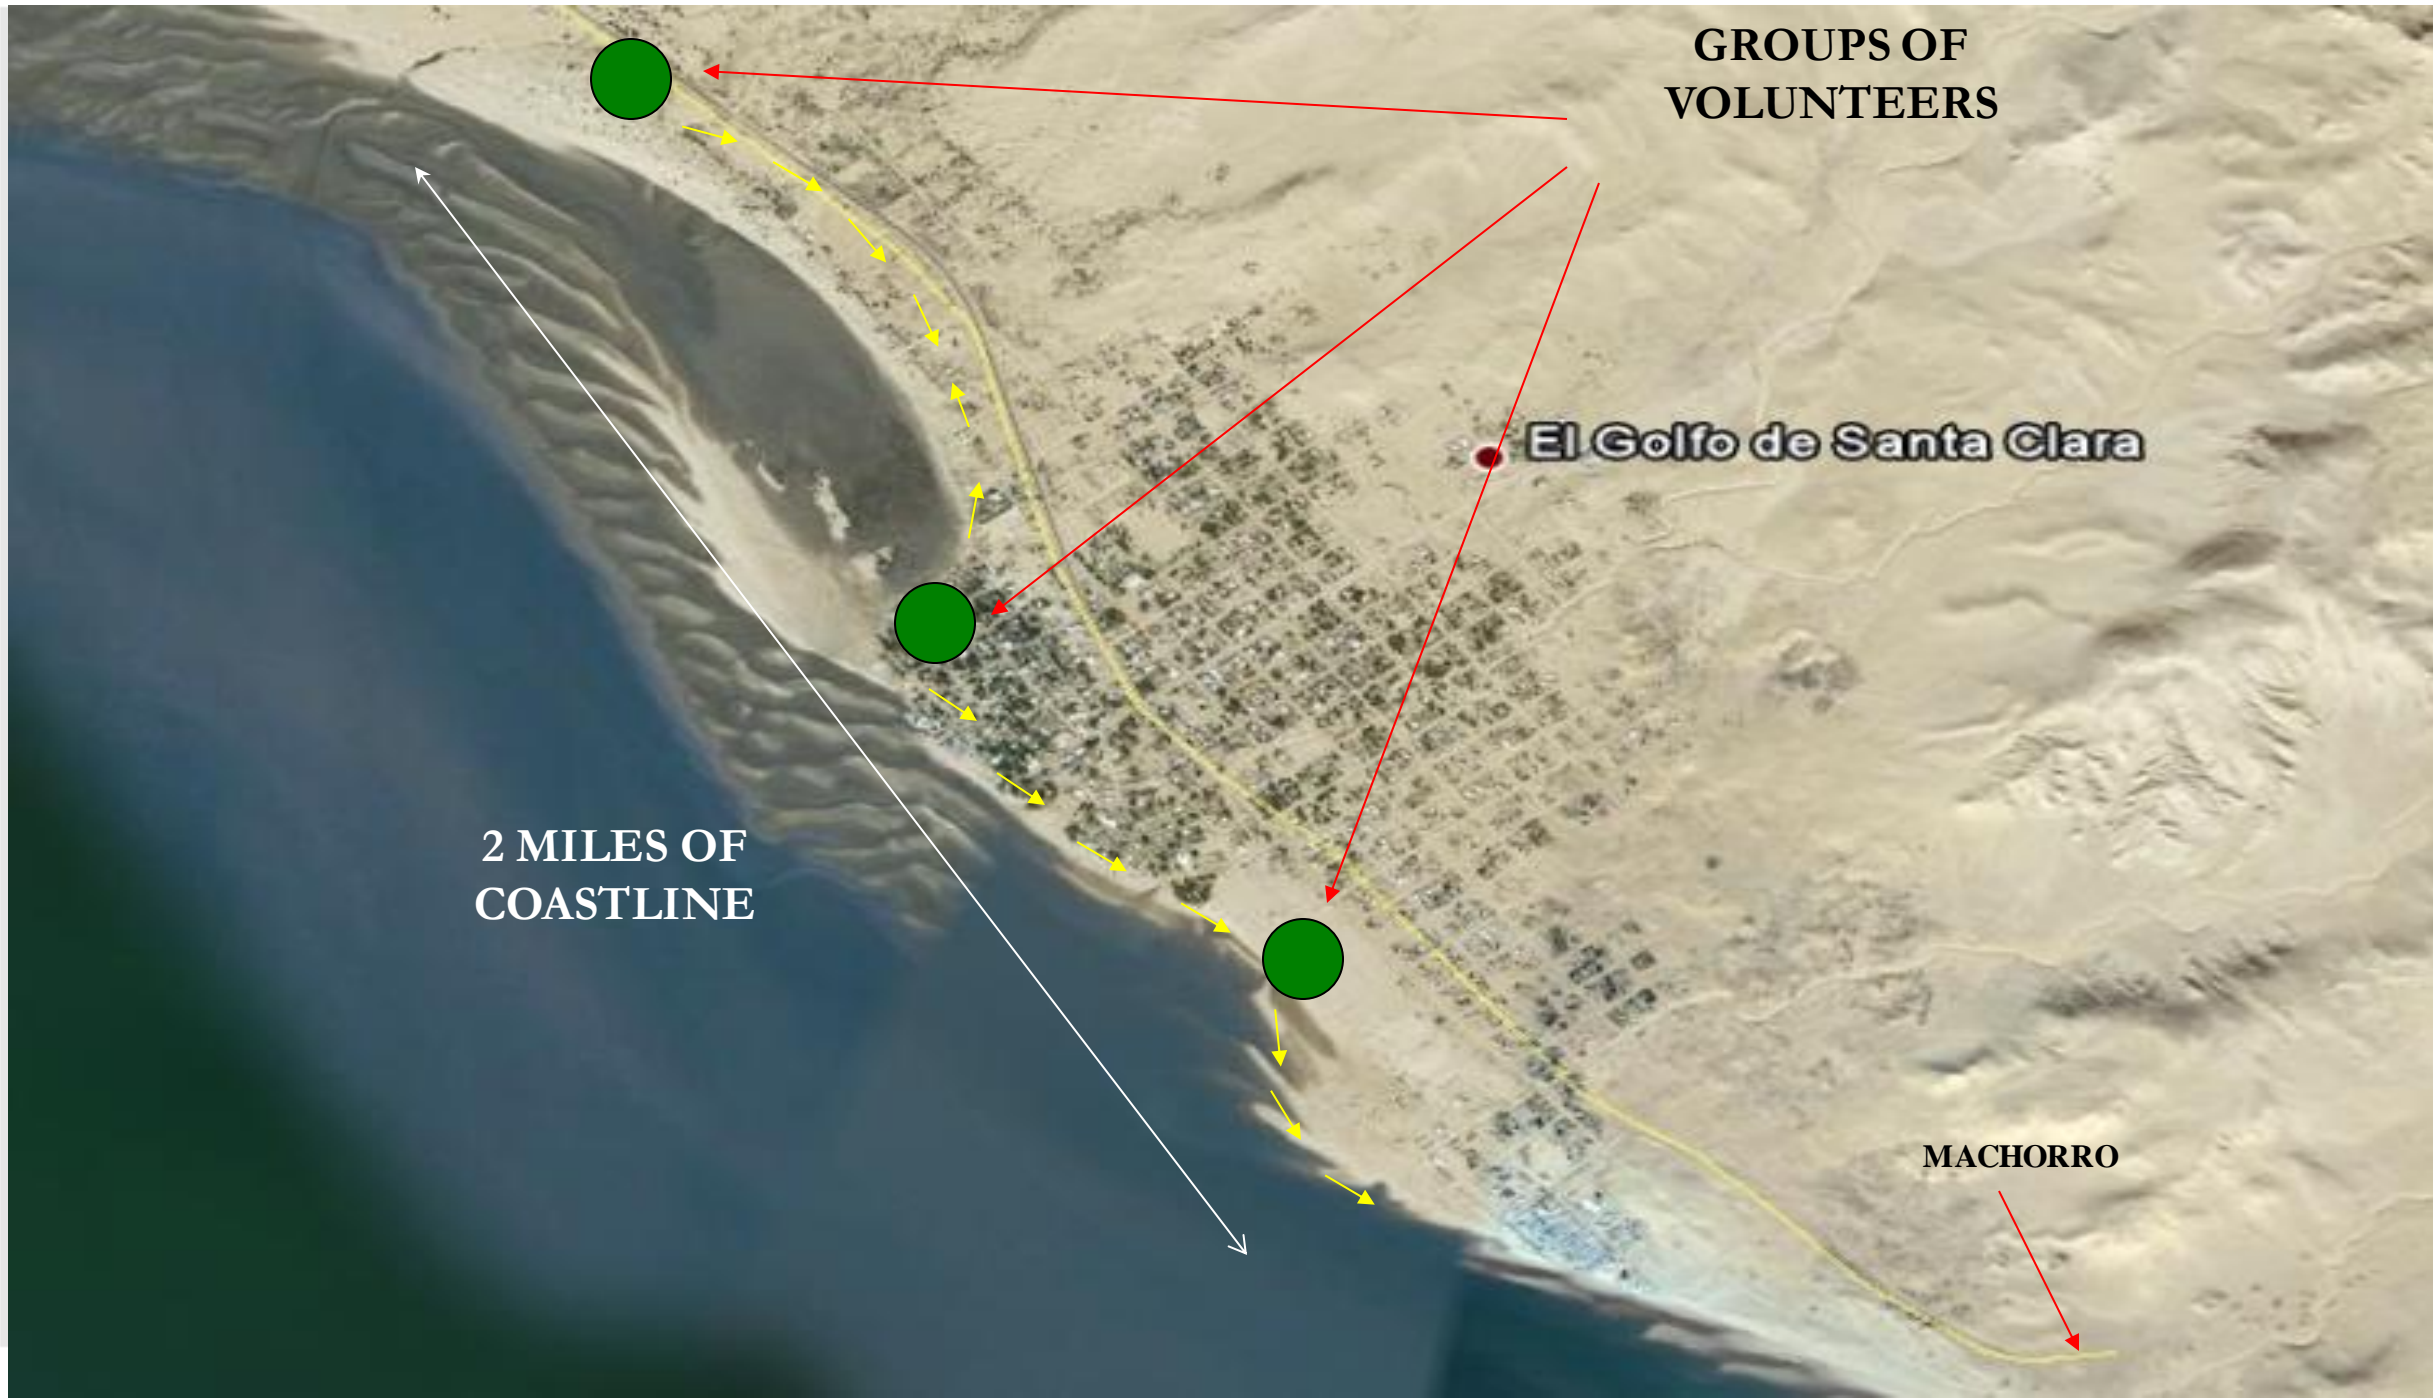 GROUPS OF
VOLUNTEERS
El Golfo de Santa Clara
2 MILES OF
COASTLINE
MACHORRO